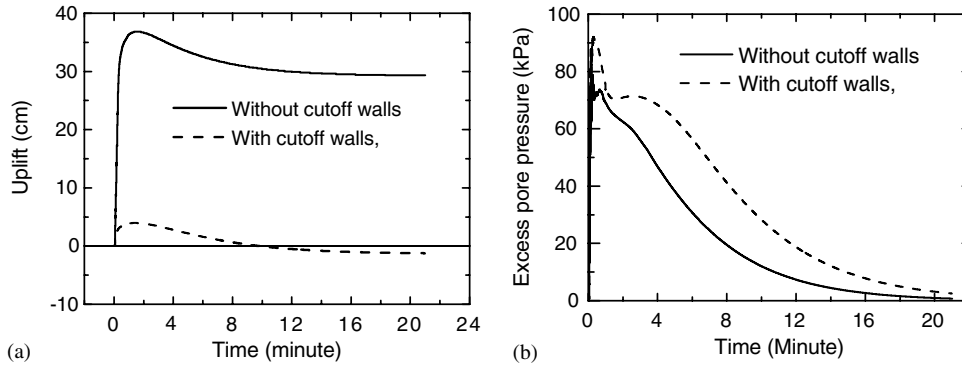 40
30
20
10
0
-10
Uplift (cm)
Without cutoff walls
With cutoff walls,
0 4 8 12 16 20 24
(a)
Time (minute)
100
80
60
40
20
0
Excess pore pressure (kPa)
Without cutoff walls
With cutoff walls,
0 4 8 12 16 20
(b)
Time (Minute)